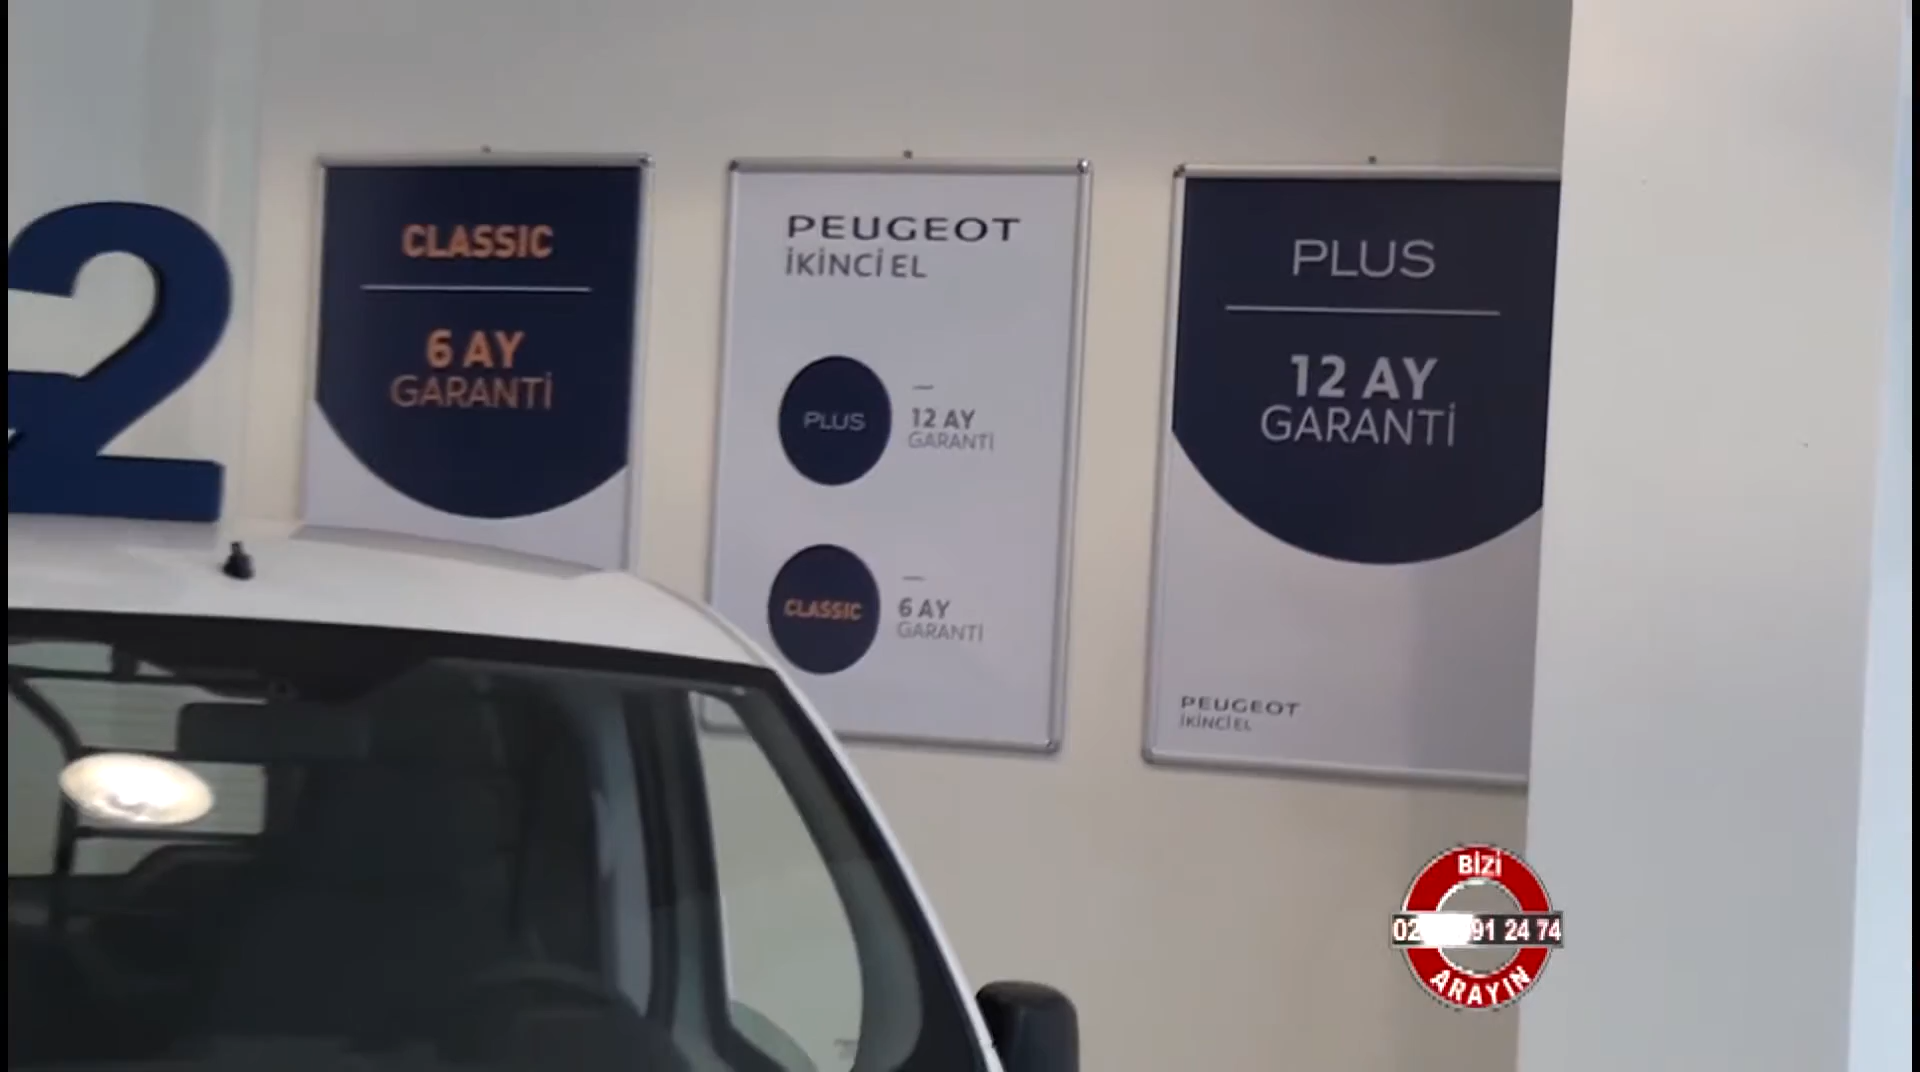 2
CLASSIC
6 AY
GARANTİ
PEUGEOT
İKİNCİ EL
PLUS
12 AY
GARANTİ
CLASSIC
6 AY
GARANTİ
PLUS
12 AY
GARANTİ
PEUGEOT
İKİNCİ EL
BİZİ
02 91 24 74
ARAYIN